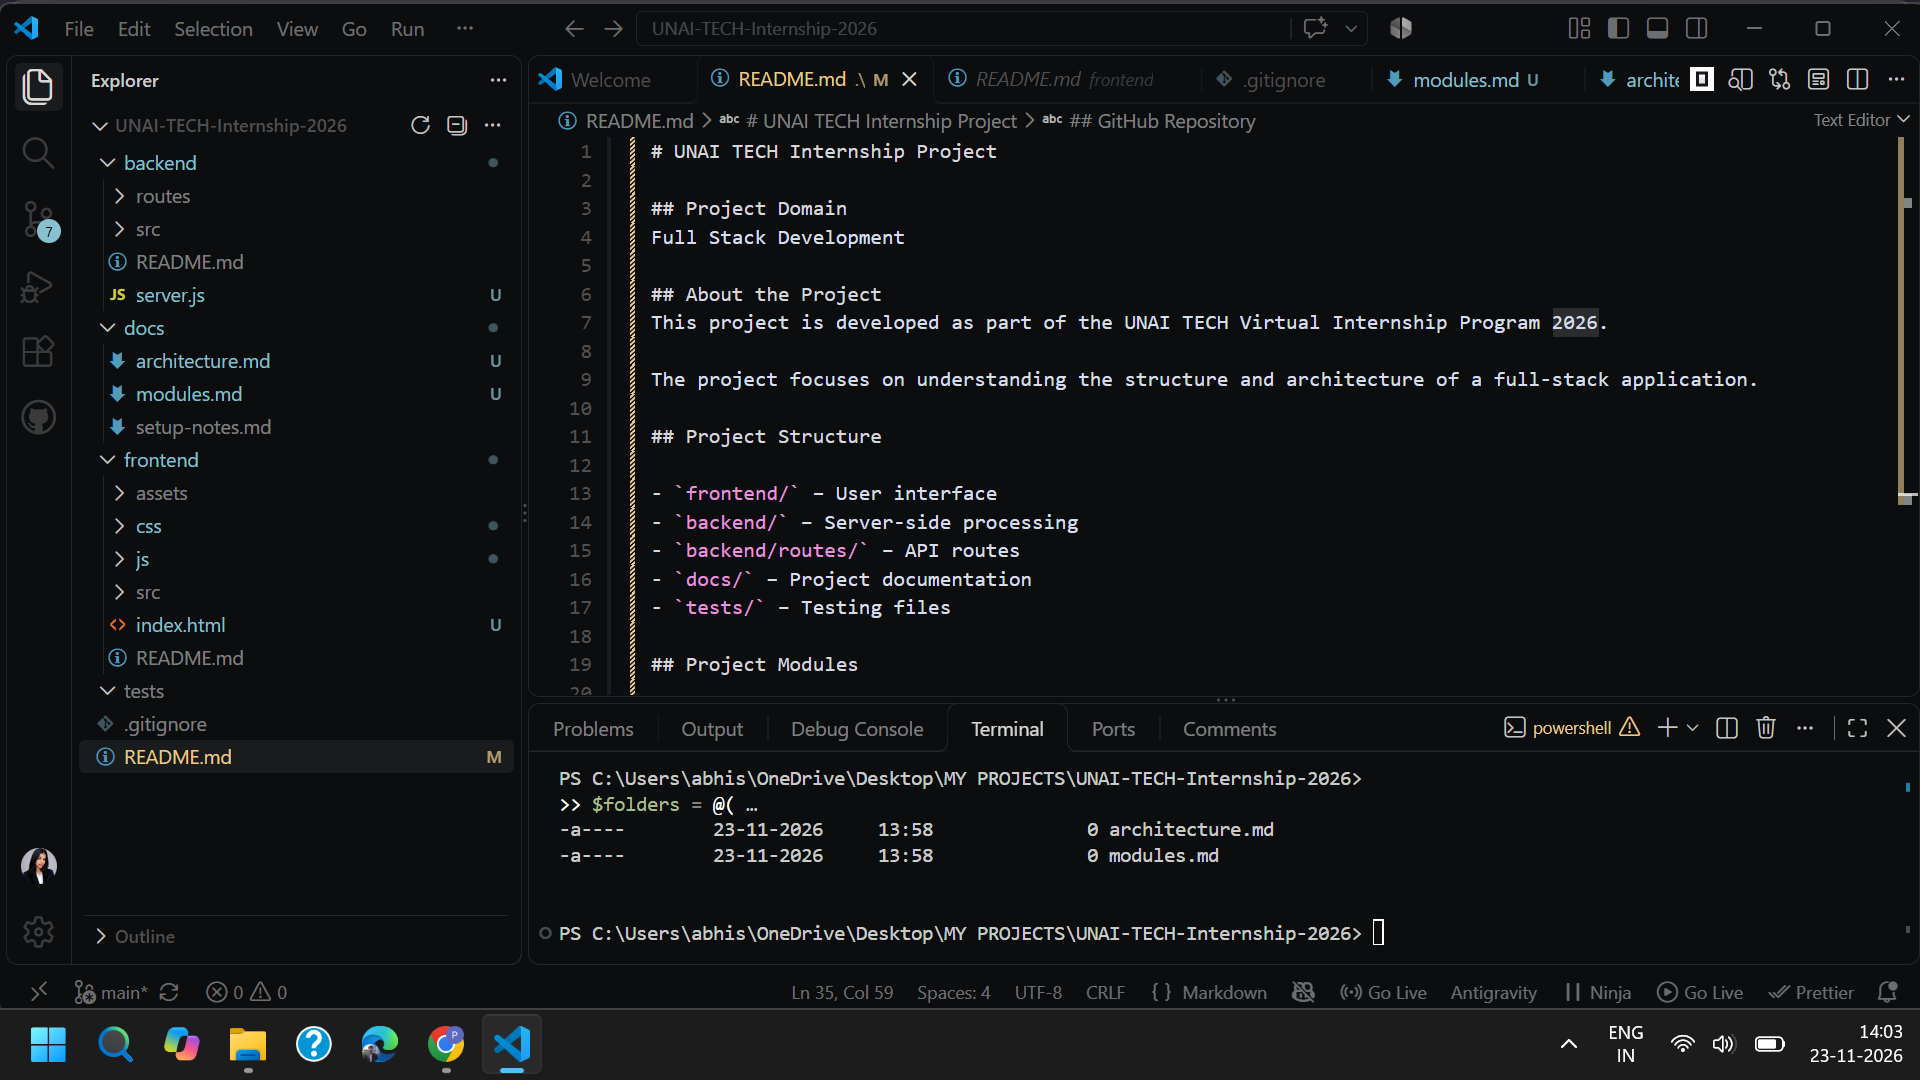 File Edit Selection View Go Run ···
UNAI-TECH-Internship-2026
Explorer ···
UNAI-TECH-Internship-2026 ···
backend
routes
src
README.md
JS server.js U
docs
architecture.md U
modules.md U
setup-notes.md
frontend
assets
css
js
src
index.html U
README.md
tests
.gitignore
README.md M
Outline
7
Welcome README.md .\ M README.md frontend .gitignore modules.md U archite ···
README.md > abc # UNAI TECH Internship Project > abc ## GitHub Repository Text Editor
1 # UNAI TECH Internship Project
2
3 ## Project Domain
4 Full Stack Development
5
6 ## About the Project
7 This project is developed as part of the UNAI TECH Virtual Internship Program 2026.
8
9 The project focuses on understanding the structure and architecture of a full-stack application.
10
11 ## Project Structure
12
13 - `frontend/` – User interface
14 - `backend/` – Server-side processing
15 - `backend/routes/` – API routes
16 - `docs/` – Project documentation
17 - `tests/` – Testing files
18
19 ## Project Modules
20
Problems Output Debug Console Terminal Ports Comments powershell ···
PS C:\Users\abhis\OneDrive\Desktop\MY PROJECTS\UNAI-TECH-Internship-2026>
>> $folders = @( …
-a---- 23-11-2026 13:58 0 architecture.md
-a---- 23-11-2026 13:58 0 modules.md
PS C:\Users\abhis\OneDrive\Desktop\MY PROJECTS\UNAI-TECH-Internship-2026>
main* 0 0 Ln 35, Col 59 Spaces: 4 UTF-8 CRLF { } Markdown Go Live Antigravity Ninja Go Live Prettier
ENG
IN
14:03
23-11-2026